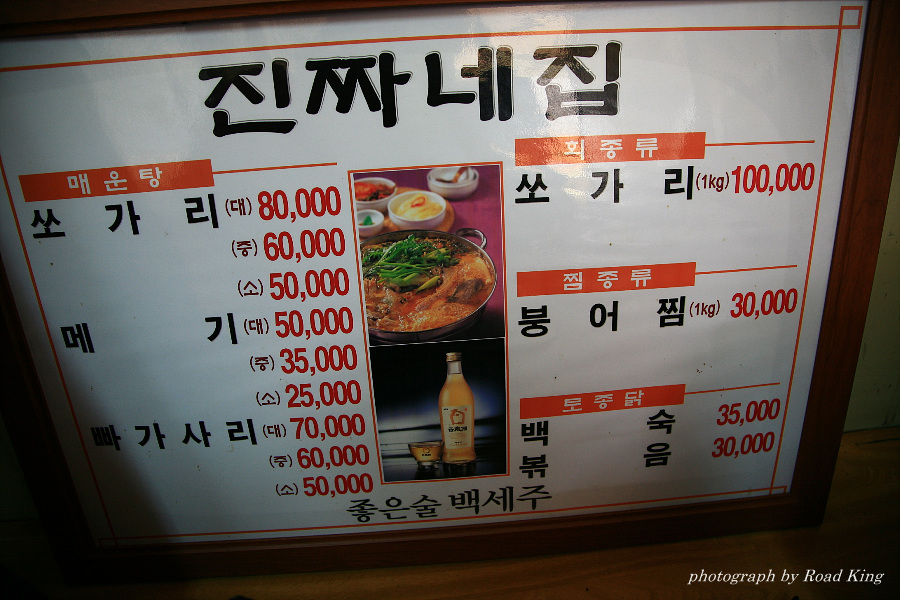 진짜네집
매운탕
쏘가리 (대) 80,000
(중) 60,000
(소) 50,000
메기 (대) 50,000
(중) 35,000
(소) 25,000
빠가사리 (대) 70,000
(중) 60,000
(소) 50,000
회종류
쏘가리 (1kg) 100,000
찜종류
붕어찜 (1kg) 30,000
토종닭
백숙 35,000
볶음 30,000
좋은술 백세주
photograph by Road King